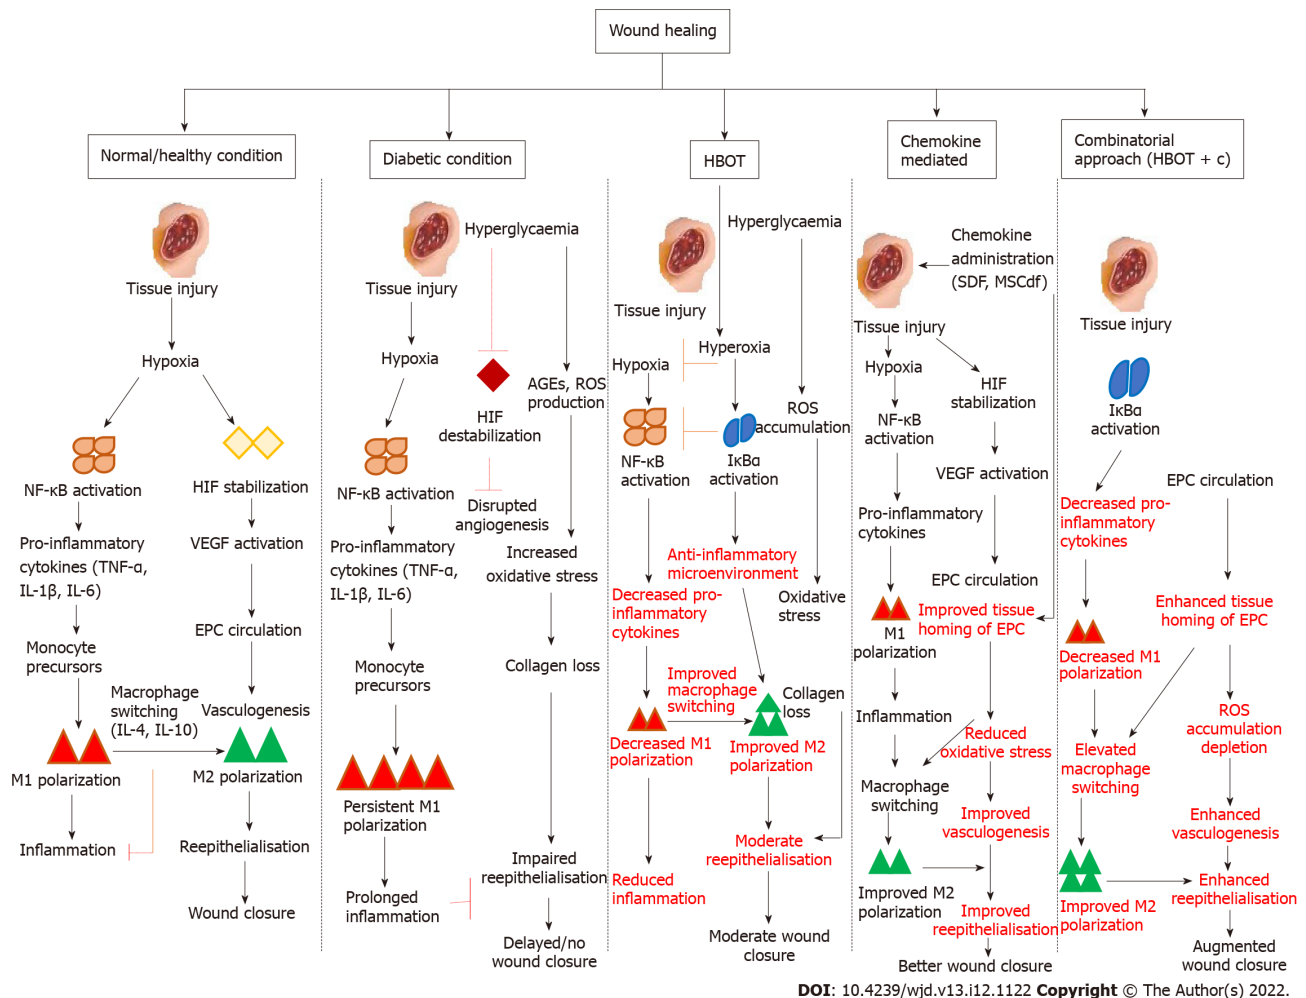 Wound healing
Normal/healthy condition
Tissue injury
Hypoxia
NF-κB activation
HIF stabilization
Pro-inflammatory
cytokines (TNF-α,
IL-1β, IL-6)
VEGF activation
EPC circulation
Monocyte
precursors
Macrophage
switching
(IL-4, IL-10)
Vasculogenesis
M1 polarization
M2 polarization
Inflammation
Reepithelialisation
Wound closure
Diabetic condition
Hyperglycaemia
Tissue injury
Hypoxia
AGEs, ROS
production
HIF
destabilization
NF-κB activation
Disrupted
angiogenesis
Pro-inflammatory
cytokines (TNF-α,
IL-1β, IL-6)
Increased
oxidative stress
Monocyte
precursors
Collagen loss
Persistent M1
polarization
Impaired
reepithelialisation
Prolonged
inflammation
Delayed/no
wound closure
HBOT
Hyperglycaemia
Tissue injury
Hyperoxia
Hypoxia
ROS
accumulation
NF-κB
activation
IκBα
activation
Anti-inflammatory
microenvironment
Decreased pro-
inflammatory
cytokines
Oxidative
stress
Improved
macrophage
switching
Collagen
loss
Decreased M1
polarization
Improved M2
polarization
Moderate
reepithelialisation
Reduced
inflammation
Moderate wound
closure
Chemokine
mediated
Chemokine
administration
(SDF, MSCdf)
Tissue injury
Hypoxia
HIF
stabilization
NF-κB
activation
VEGF activation
Pro-inflammatory
cytokines
EPC circulation
Improved tissue
homing of EPC
M1
polarization
Inflammation
Reduced
oxidative stress
Macrophage
switching
Improved
vasculogenesis
Improved M2
polarization
Improved
reepithelialisation
Better wound closure
Combinatorial
approach (HBOT + c)
Tissue injury
IκBα
activation
EPC circulation
Decreased pro-
inflammatory
cytokines
Enhanced tissue
homing of EPC
Decreased M1
polarization
ROS
accumulation
depletion
Elevated
macrophage
switching
Enhanced
vasculogenesis
Enhanced
reepithelialisation
Improved M2
polarization
Augmented
wound closure
DOI: 10.4239/wjd.v13.i12.1122 Copyright © The Author(s) 2022.